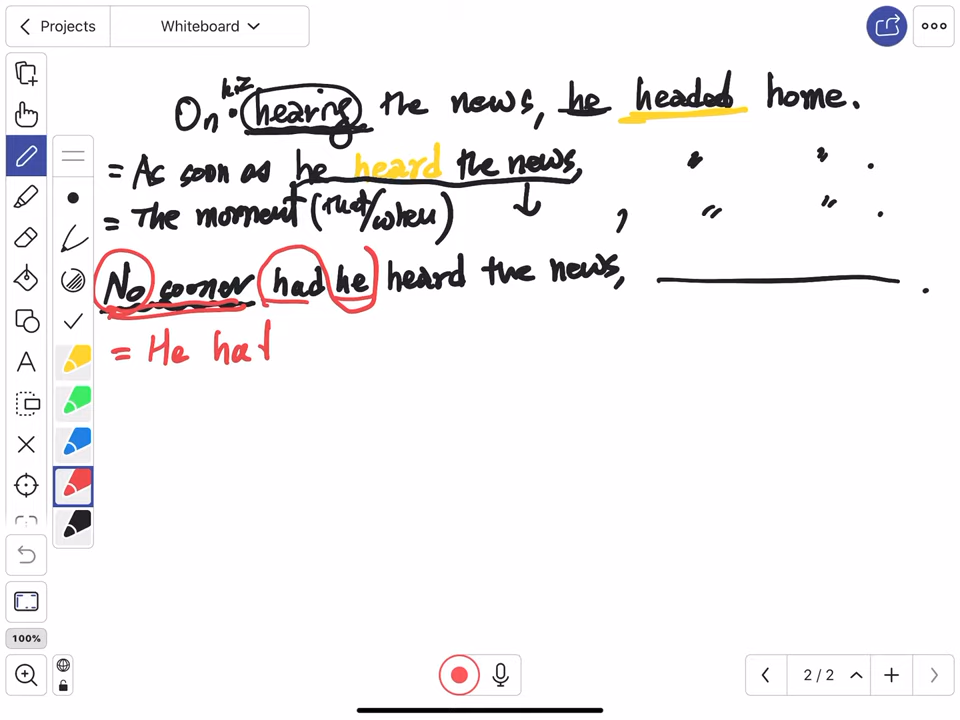 Projects
Whiteboard
On hearing the news, he headed home.
= As soon as he heard the news, 〃 〃 .
= The moment (that/when) ↓ , 〃 〃 .
No sooner had he heard the news, .
= He had
A
100%
2 / 2